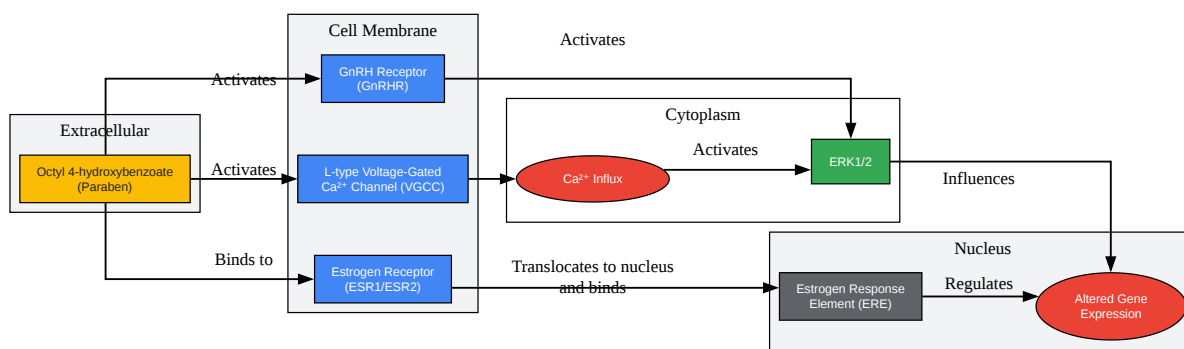 Cell Membrane
Activates
GnRH Receptor
(GnRHR)
Activates
Cytoplasm
Extracellular
Octyl 4-hydroxybenzoate
(Paraben)
Activates
L-type Voltage-Gated
Ca²⁺ Channel (VGCC)
Ca²⁺ Influx
Activates
ERK1/2
Influences
Binds to
Estrogen Receptor
(ESR1/ESR2)
Translocates to nucleus
and binds
Nucleus
Estrogen Response
Element (ERE)
Regulates
Altered Gene
Expression